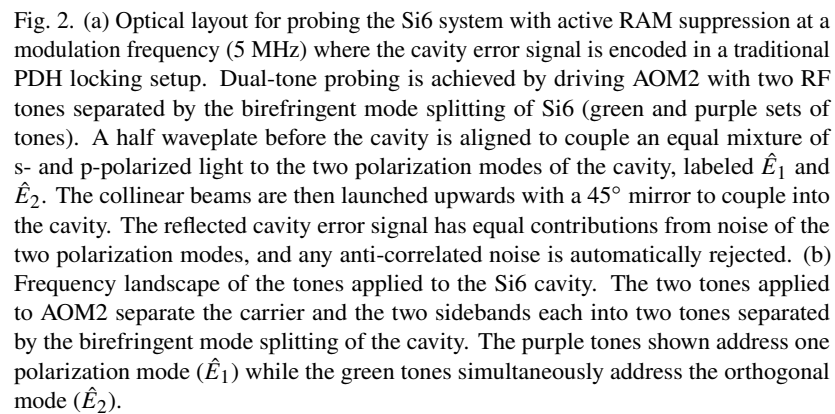 Fig. 2. (a) Optical layout for probing the Si6 system with active RAM suppression at a
modulation frequency (5 MHz) where the cavity error signal is encoded in a traditional
PDH locking setup. Dual-tone probing is achieved by driving AOM2 with two RF
tones separated by the birefringent mode splitting of Si6 (green and purple sets of
tones). A half waveplate before the cavity is aligned to couple an equal mixture of
s- and p-polarized light to the two polarization modes of the cavity, labeled Ê₁ and
Ê₂. The collinear beams are then launched upwards with a 45° mirror to couple into
the cavity. The reflected cavity error signal has equal contributions from noise of the
two polarization modes, and any anti-correlated noise is automatically rejected. (b)
Frequency landscape of the tones applied to the Si6 cavity. The two tones applied
to AOM2 separate the carrier and the two sidebands each into two tones separated
by the birefringent mode splitting of the cavity. The purple tones shown address one
polarization mode (Ê₁) while the green tones simultaneously address the orthogonal
mode (Ê₂).